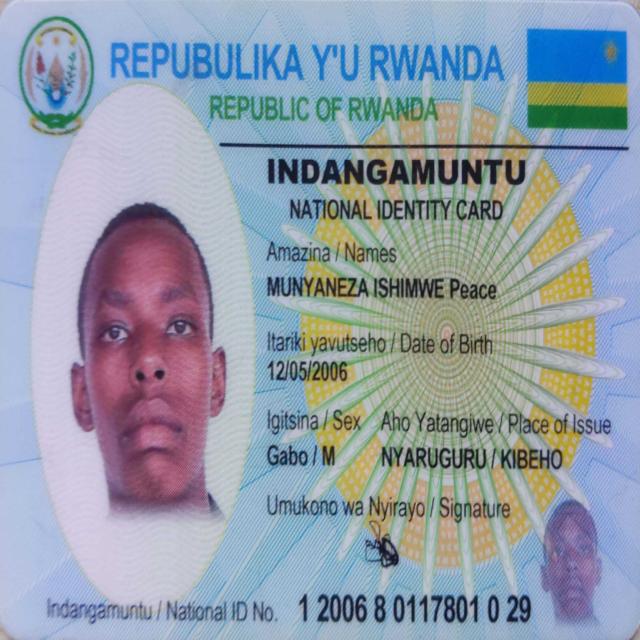 REPUBULIKA Y'U RWANDA
REPUBLIC OF RWANDA
INDANGAMUNTU
NATIONAL IDENTITY CARD
Amazina / Names
MUNYANEZA ISHIMWE Peace
Itariki yavutseho / Date of Birth
12/05/2006
Igitsina / Sex Aho Yatangiwe / Place of Issue
Gabo / M NYARUGURU / KIBEHO
Umukono wa Nyirayo / Signature
Indangamuntu / National ID No. 1 2006 8 0117801 0 29